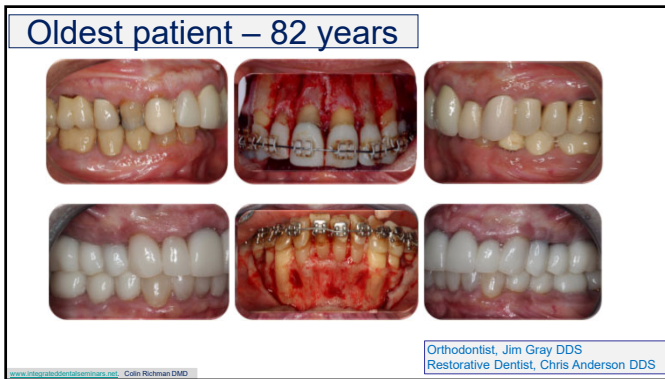 Oldest patient – 82 years
Orthodontist, Jim Gray DDS
Restorative Dentist, Chris Anderson DDS
www.integrateddentalseminars.net, Colin Richman DMD